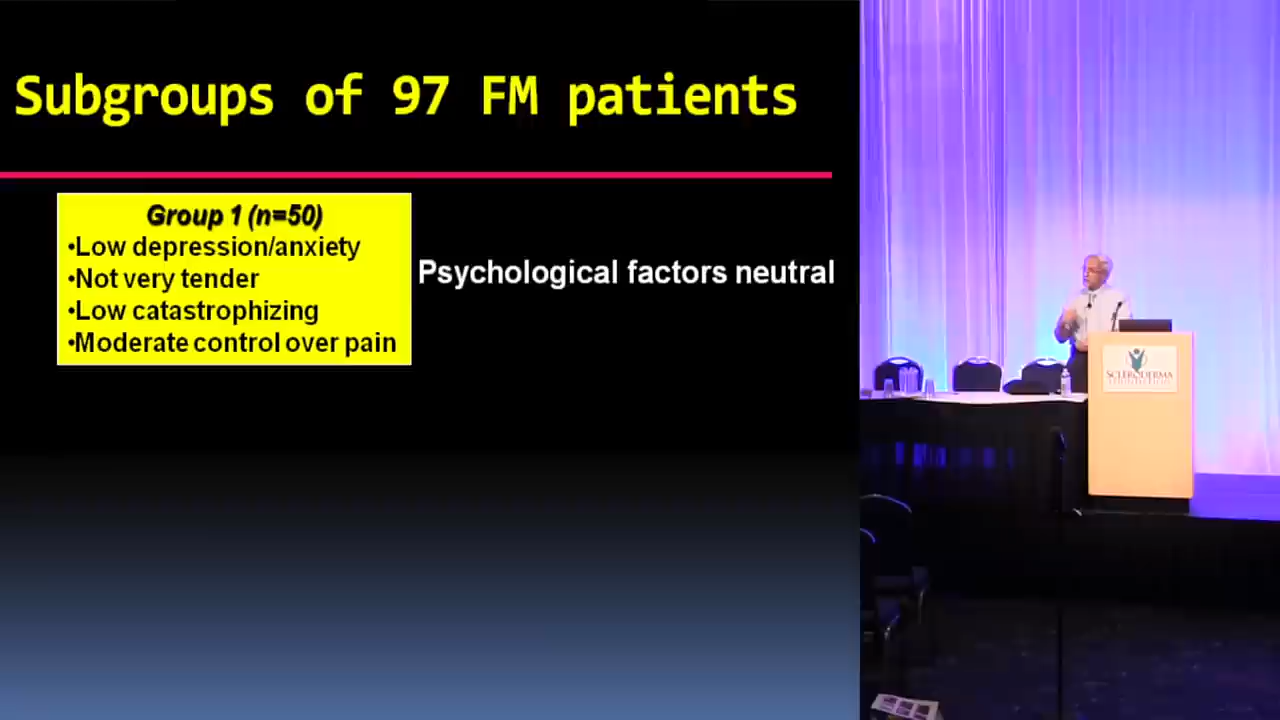 Subgroups of 97 FM patients
Group 1 (n=50)
•Low depression/anxiety
•Not very tender
•Low catastrophizing
•Moderate control over pain
Psychological factors neutral
SCLERODERMA